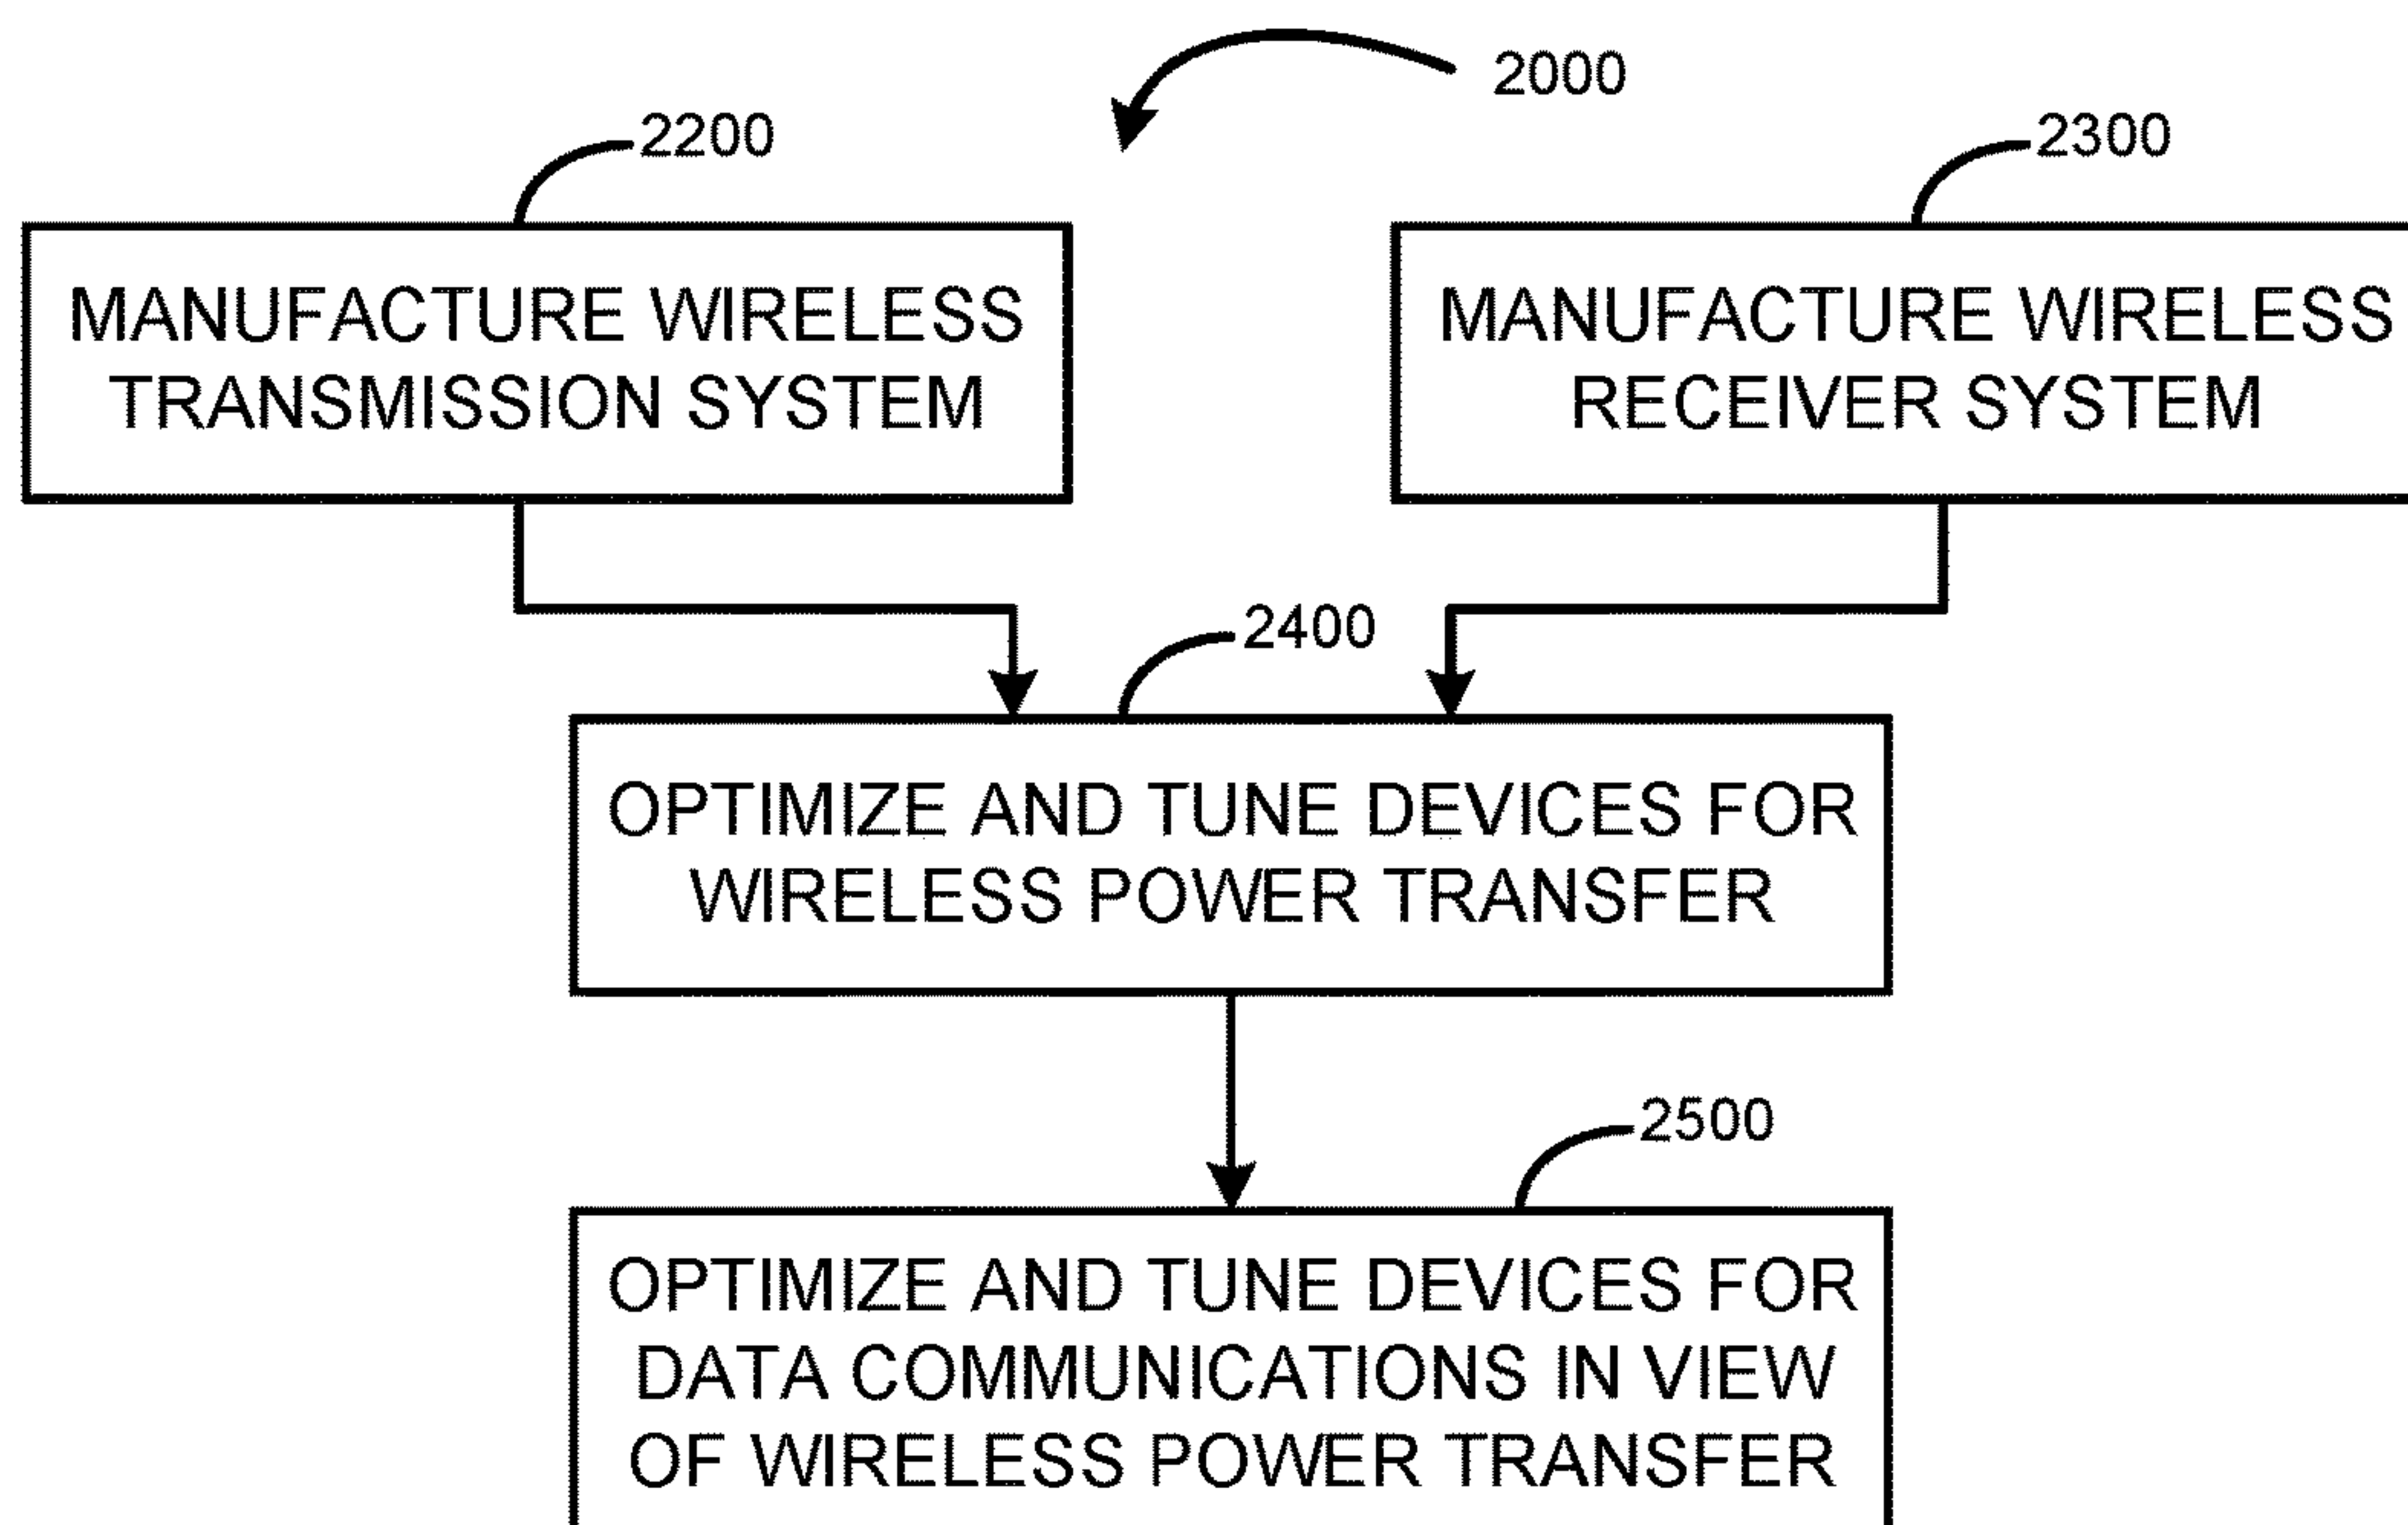 2000
2200
2300
MANUFACTURE WIRELESS
TRANSMISSION SYSTEM
MANUFACTURE WIRELESS
RECEIVER SYSTEM
2400
OPTIMIZE AND TUNE DEVICES FOR
WIRELESS POWER TRANSFER
2500
OPTIMIZE AND TUNE DEVICES FOR
DATA COMMUNICATIONS IN VIEW
OF WIRELESS POWER TRANSFER